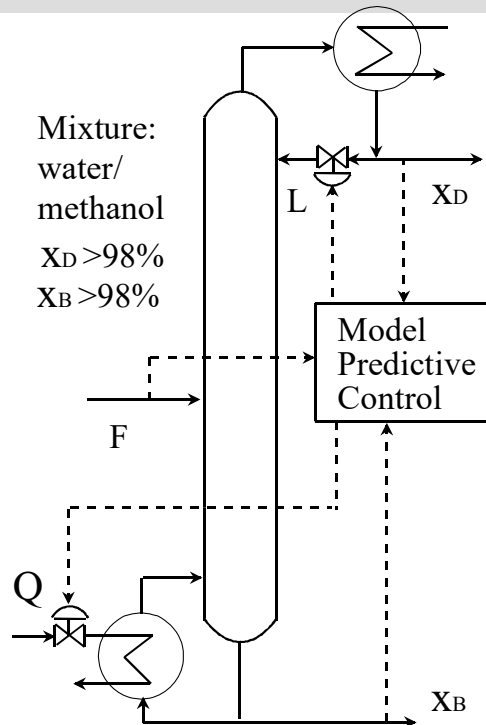 Mixture:
water/
methanol
xD >98%
xB >98%
L
xD
Model
Predictive
Control
F
Q
xB